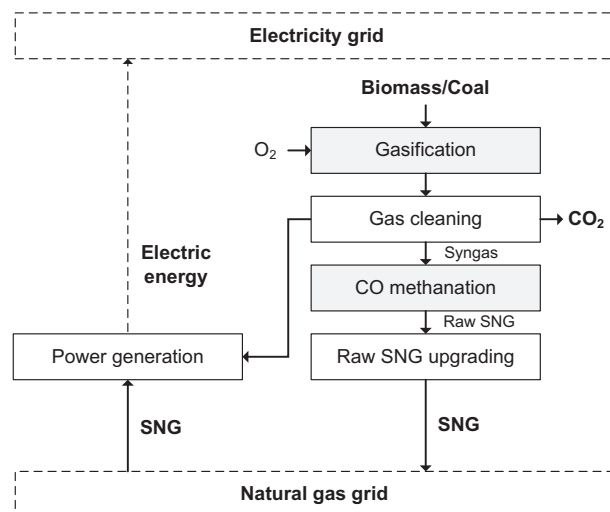 Electricity grid
Biomass/Coal
O₂
Gasification
Gas cleaning
CO₂
Syngas
Electric
energy
CO methanation
Raw SNG
Power generation
Raw SNG upgrading
SNG
SNG
Natural gas grid